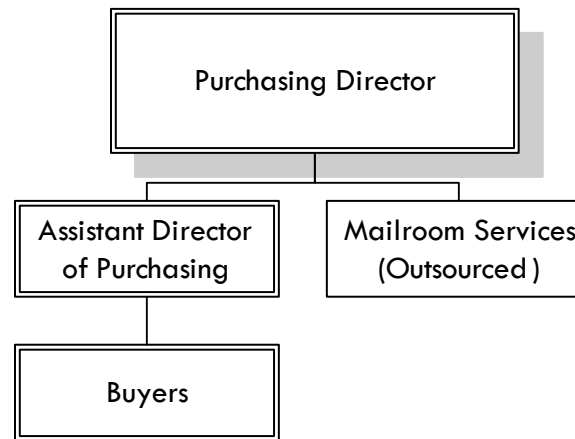 Purchasing Director
Assistant Director
of Purchasing
Mailroom Services
(Outsourced )
Buyers